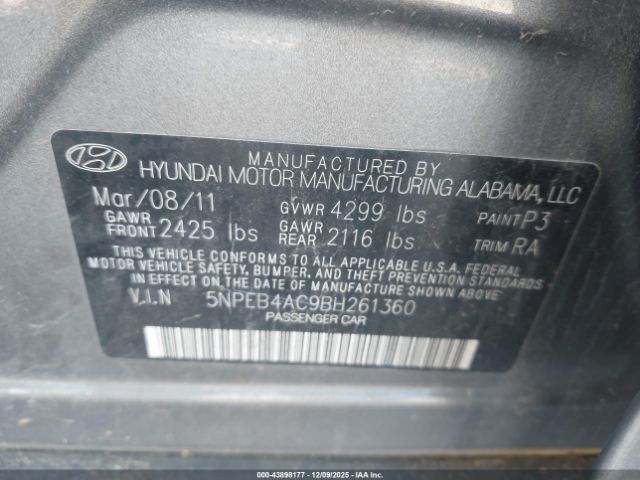 MANUFACTURED BY
HYUNDAI MOTOR MANUFACTURING ALABAMA, LLC
Mar/08/11 GVWR 4299 lbs PAINT P3
GAWR FRONT 2425 lbs GAWR REAR 2116 lbs TRIM RA
THIS VEHICLE CONFORMS TO ALL APPLICABLE U.S.A. FEDERAL
MOTOR VEHICLE SAFETY, BUMPER, AND THEFT PREVENTION STANDARDS
IN EFFECT ON THE DATE OF MANUFACTURE SHOWN ABOVE.
V.I.N 5NPEB4AC9BH261360
PASSENGER CAR
000-43898177 - 12/09/2025 - www.iaai.com